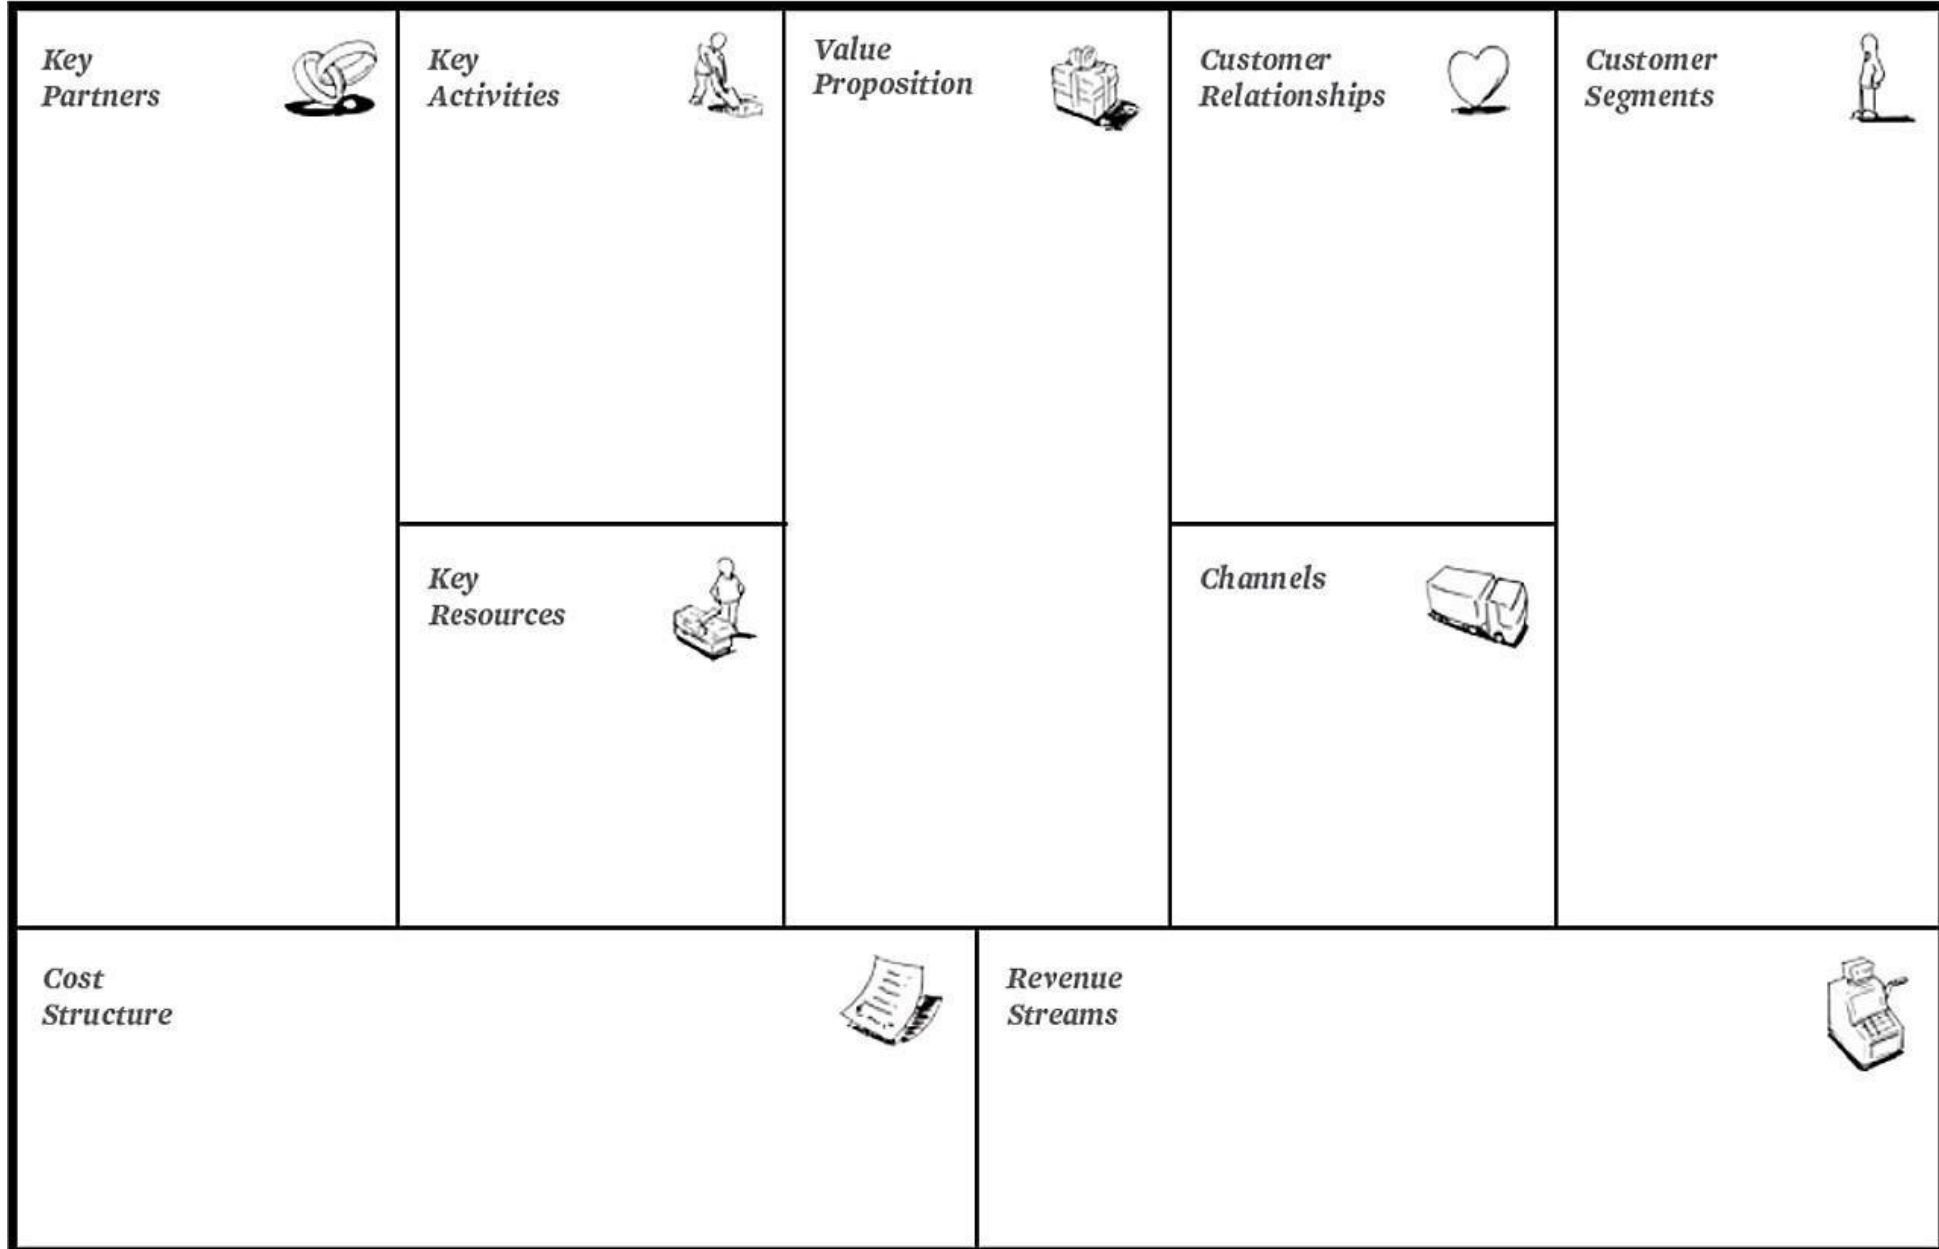 Key
Partners
Key
Activities
Value
Proposition
Customer
Relationships
Customer
Segments
Key
Resources
Channels
Cost
Structure
Revenue
Streams